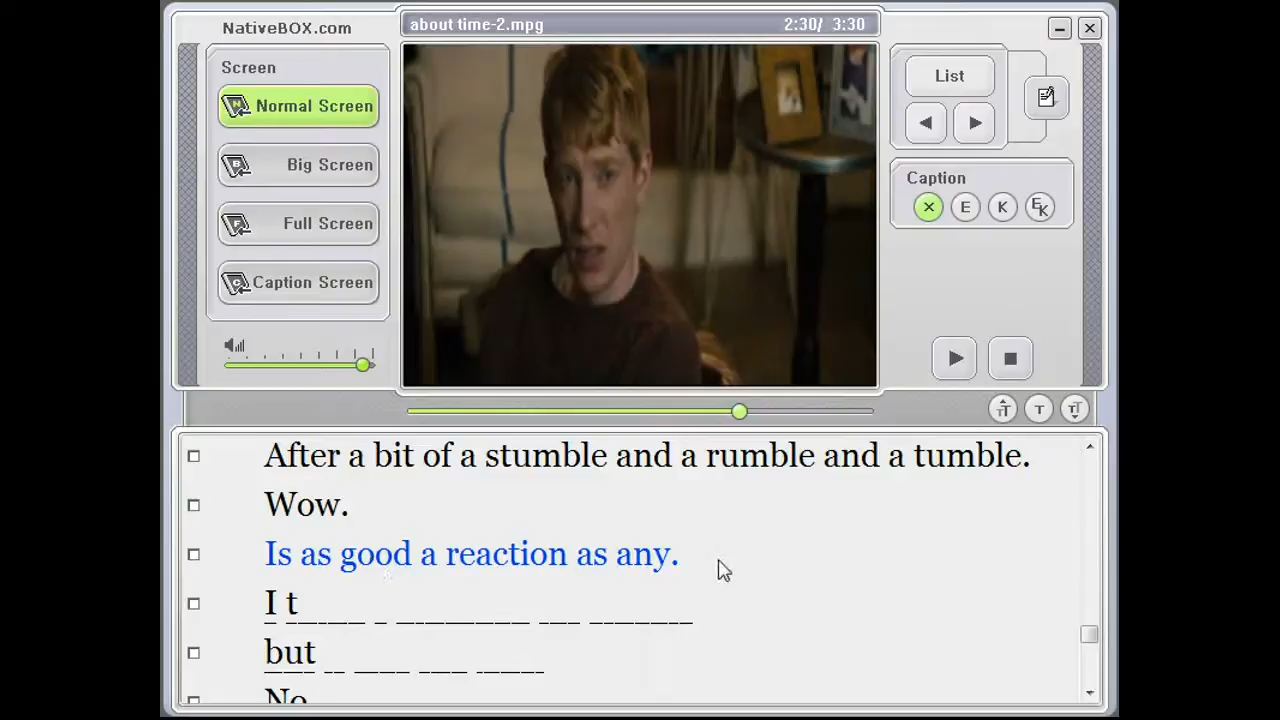 NativeBOX.com
about time-2.mpg 2:30/ 3:30
Screen
Normal Screen
Big Screen
Full Screen
Caption Screen
List
Caption
E K EK
T T T
After a bit of a stumble and a rumble and a tumble.
Wow.
Is as good a reaction as any.
I t
but
No